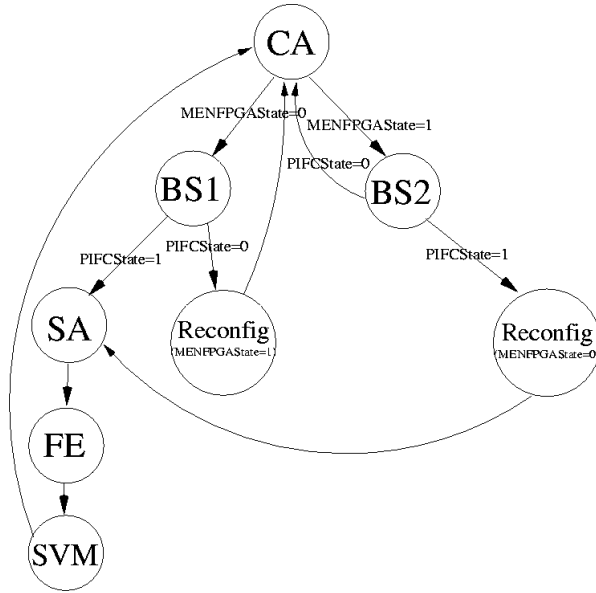 CA
MENFPGAState=0
MENFPGAState=1
PIFCState=0
BS1
BS2
PIFCState=0
PIFCState=1
PIFCState=1
SA
Reconfig
(MENFPGAState=1)
Reconfig
(MENFPGAState=0
FE
SVM